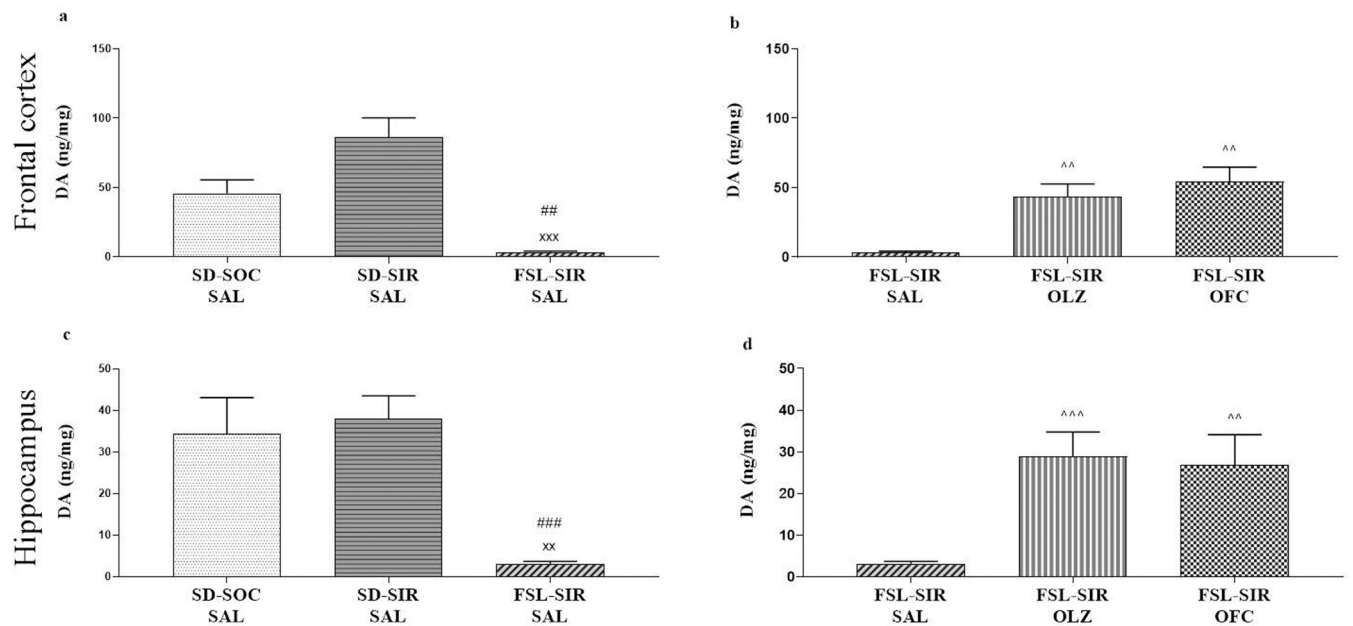 Frontal cortex
a
DA (ng/mg)
150
100
50
0
##
xxx
SD-SOC
SAL
SD-SIR
SAL
FSL-SIR
SAL
b
DA (ng/mg)
150
100
50
0
^^
^^
FSL-SIR
SAL
FSL-SIR
OLZ
FSL-SIR
OFC
Hippocampus
c
DA (ng/mg)
50
40
30
20
10
0
###
xx
SD-SOC
SAL
SD-SIR
SAL
FSL-SIR
SAL
d
DA (ng/mg)
50
40
30
20
10
0
^^^
^^
FSL-SIR
SAL
FSL-SIR
OLZ
FSL-SIR
OFC